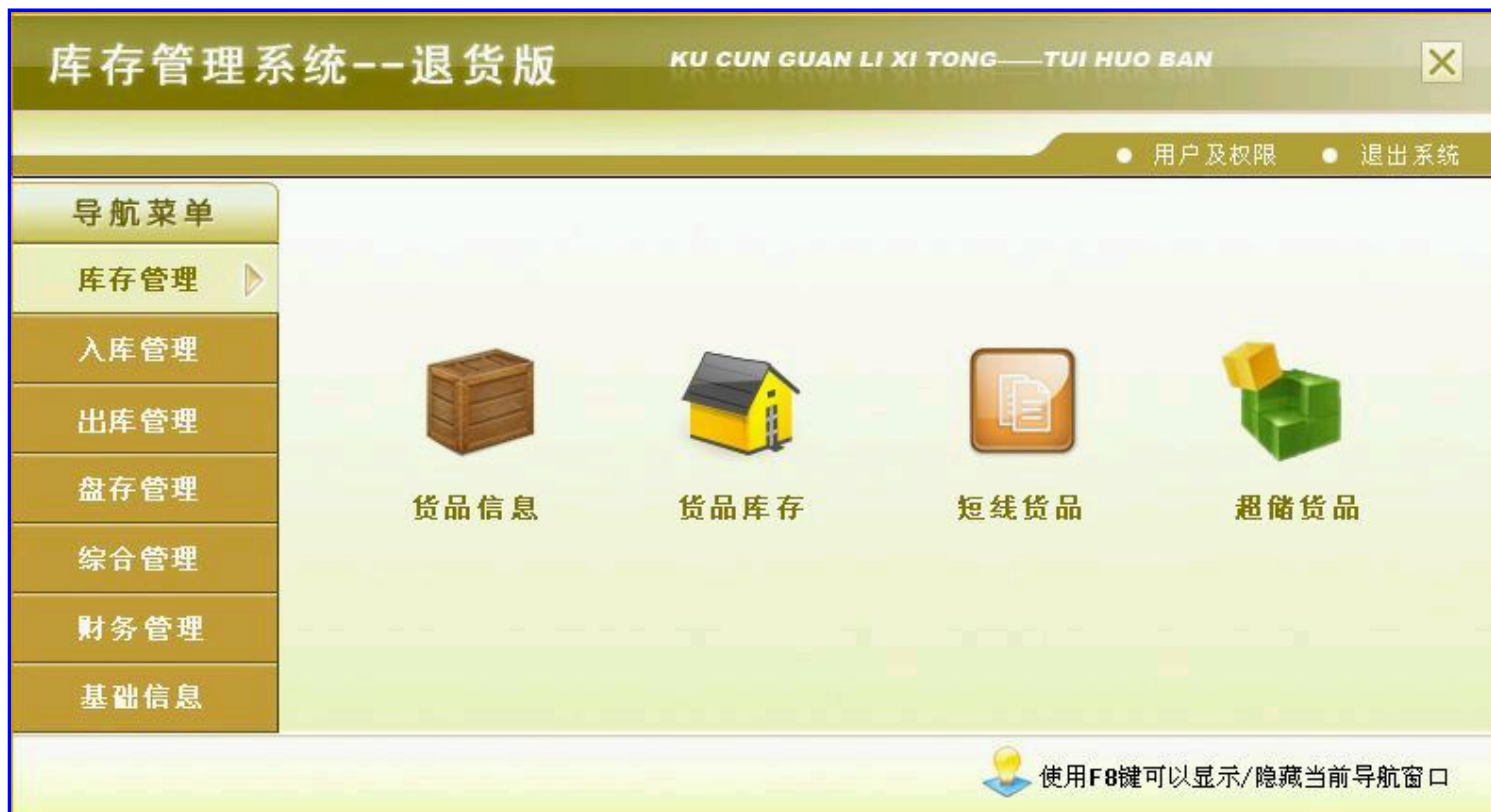 库存管理系统--退货版 KU CUN GUAN LI XI TONG——TUI HUO BAN
用户及权限 退出系统
导航菜单
库存管理
入库管理
出库管理
盘存管理
综合管理
财务管理
基础信息
货品信息 货品库存 短线货品 超储货品
使用F8键可以显示/隐藏当前导航窗口